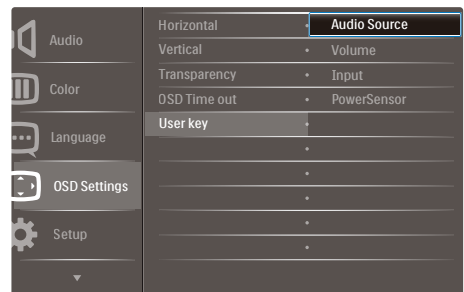 Audio
Color
Language
OSD Settings
Setup
Horizontal
Vertical
Transparency
OSD Time out
User key
Audio Source
Volume
Input
PowerSensor